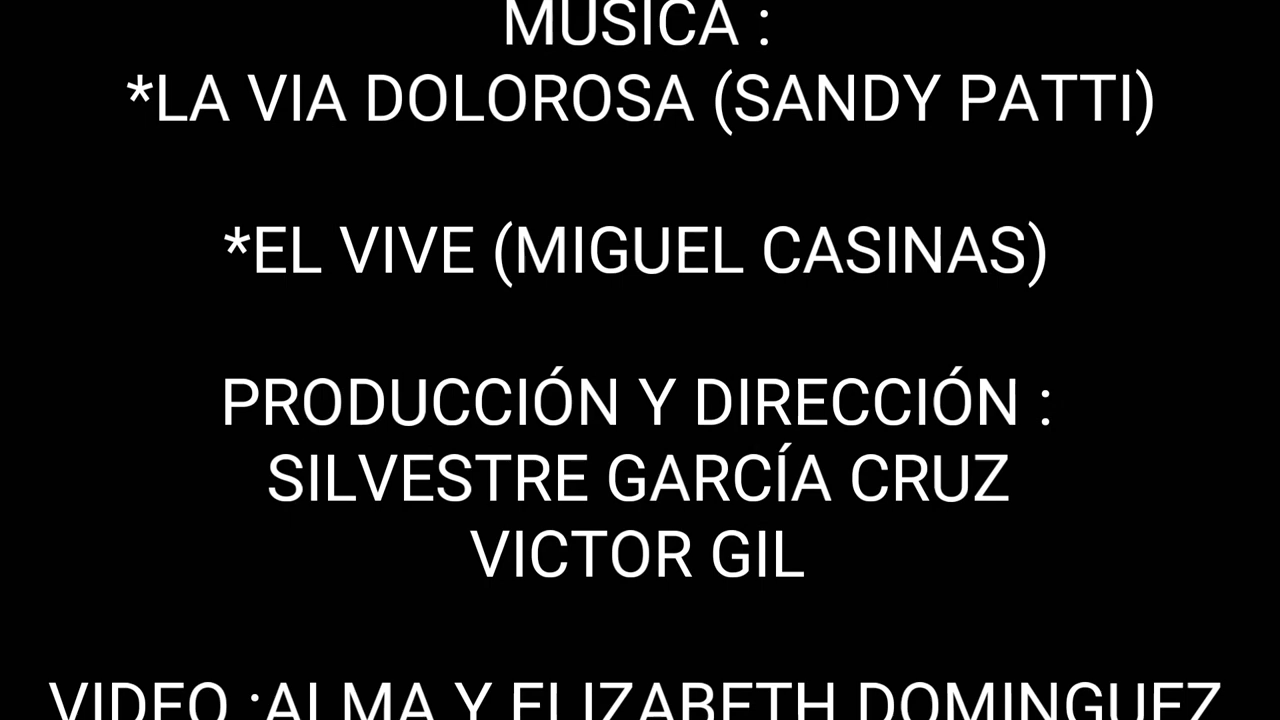 MUSICA :
*LA VIA DOLOROSA (SANDY PATTI)
*EL VIVE (MIGUEL CASINAS)
PRODUCCIÓN Y DIRECCIÓN :
SILVESTRE GARCÍA CRUZ
VICTOR GIL
VIDEO :ALMA Y ELIZABETH DOMINGUEZ